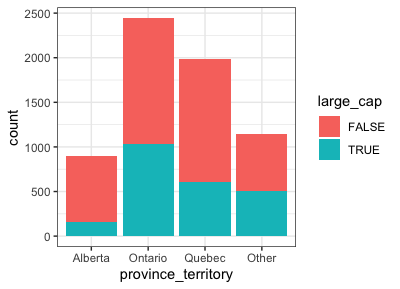 2500
2000
1500
1000
500
0
count
Alberta Ontario Quebec Other
province_territory
large_cap
FALSE
TRUE